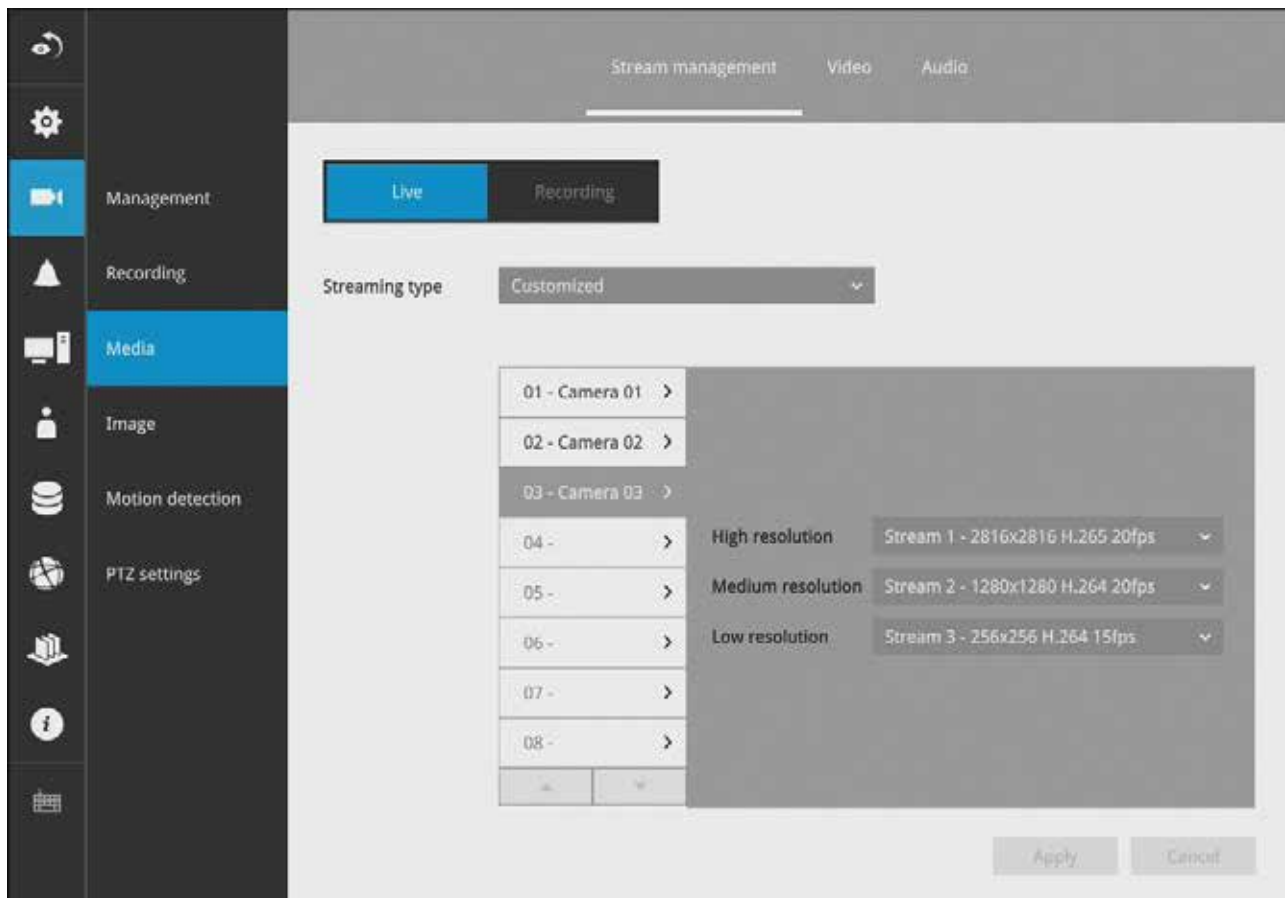 Stream management Video Audio
Live Recording
Management
Recording
Media
Image
Motion detection
PTZ settings
Streaming type Customized
01 - Camera 01
02 - Camera 02
03 - Camera 03
04 -
05 -
06 -
07 -
08 -
High resolution Stream 1 - 2816x2816 H.265 20fps
Medium resolution Stream 2 - 1280x1280 H.264 20fps
Low resolution Stream 3 - 256x256 H.264 15fps
Apply Cancel